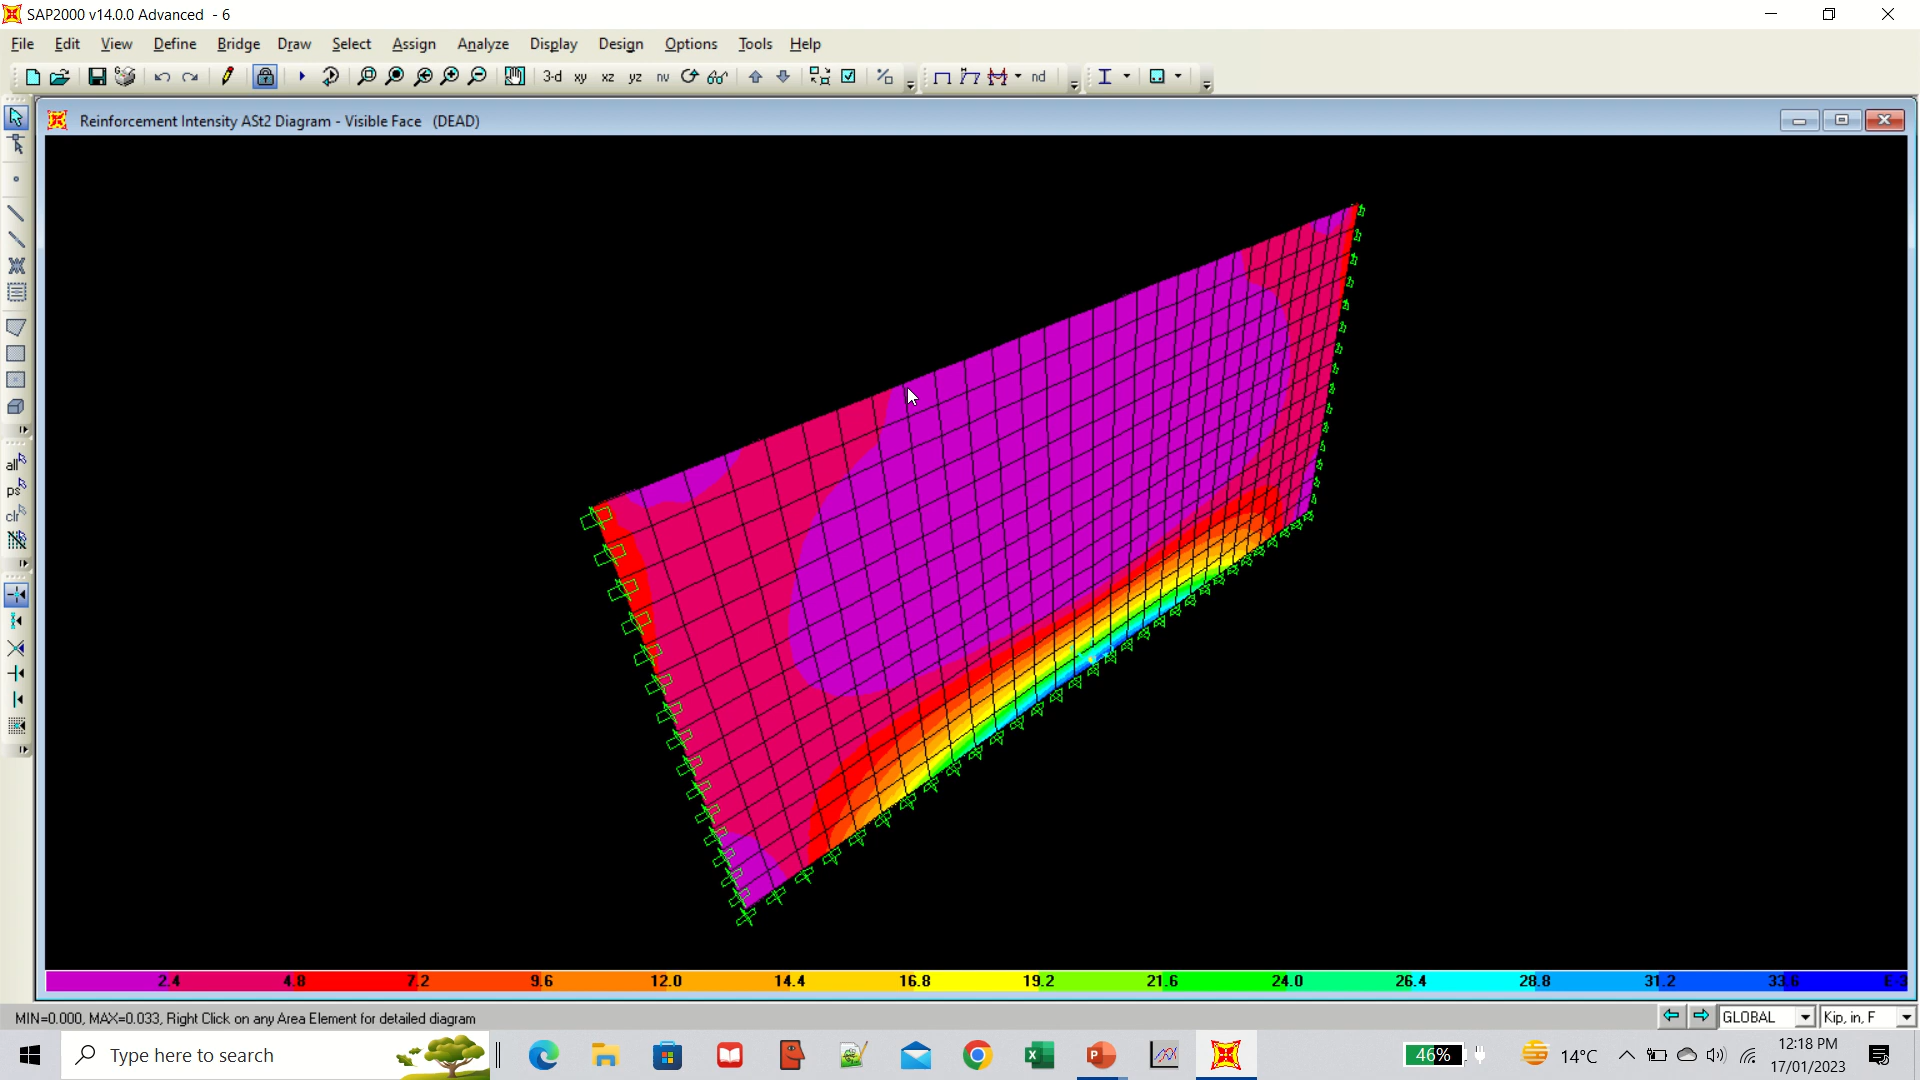 SAP2000 v14.0.0 Advanced - 6
File Edit View Define Bridge Draw Select Assign Analyze Display Design Options Tools Help
3-d xy xz yz nv nd
Reinforcement Intensity ASt2 Diagram - Visible Face (DEAD)
all
ps
clr
2.4 4.8 7.2 9.6 12.0 14.4 16.8 19.2 21.6 24.0 26.4 28.8 31.2 33.6 E-3
MIN=0.000, MAX=0.033, Right Click on any Area Element for detailed diagram
GLOBAL
Kip, in, F
Type here to search
46%
14°C
12:18 PM
17/01/2023